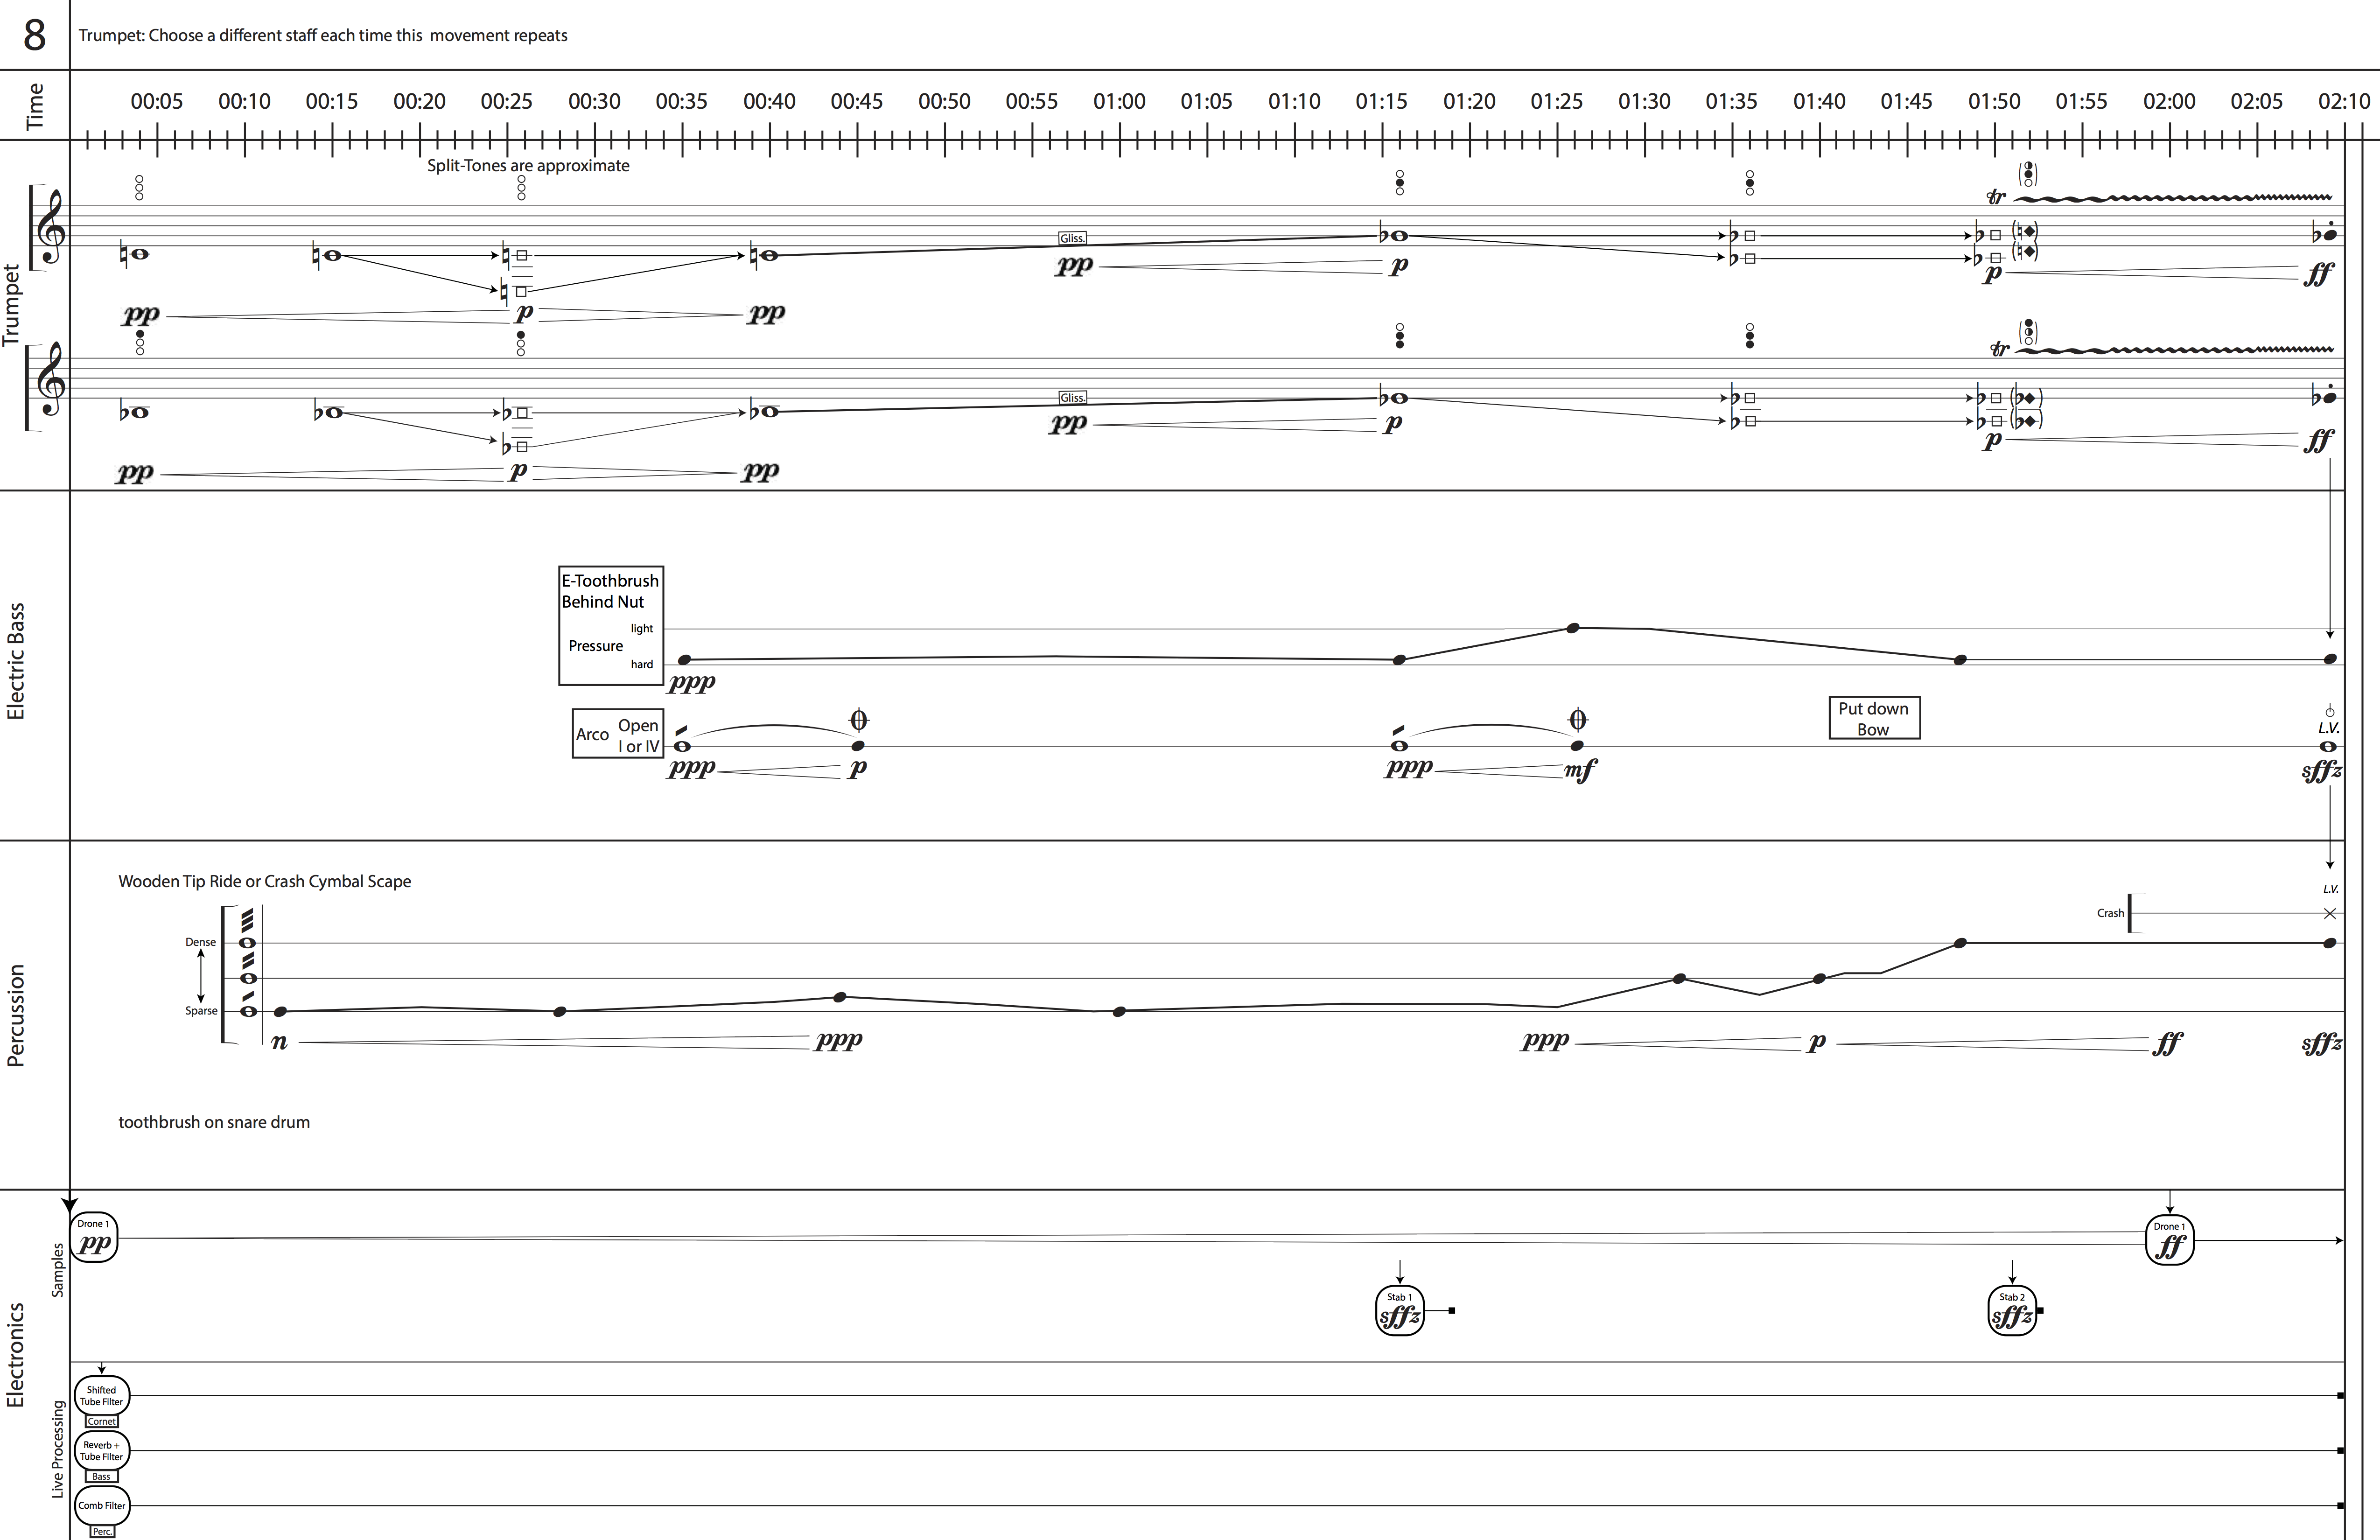 8
Trumpet: Choose a different staff each time this movement repeats
Time
00:05 00:10 00:15 00:20 00:25 00:30 00:35 00:40 00:45 00:50 00:55 01:00 01:05 01:10 01:15 01:20 01:25 01:30 01:35 01:40 01:45 01:50 01:55 02:00 02:05 02:10
Trumpet
Split-Tones are approximate
tr
Gliss.
pp p p ff
pp p pp
tr
Gliss.
pp p p ff
pp p pp
Electric Bass
E-Toothbrush
Behind Nut
light
Pressure
hard
ppp
Arco
Open
I or IV
Put down
Bow
L.V.
ppp p ppp mf sffz
Percussion
Wooden Tip Ride or Crash Cymbal Scape
L.V.
Crash
Dense
Sparse
n ppp ppp p ff sffz
toothbrush on snare drum
Electronics
Samples
Drone 1
pp
Drone 1
ff
Stab 1
sffz
Stab 2
sffz
Live Processing
Shifted
Tube Filter
Cornet
Reverb +
Tube Filter
Bass
Comb Filter
Perc.